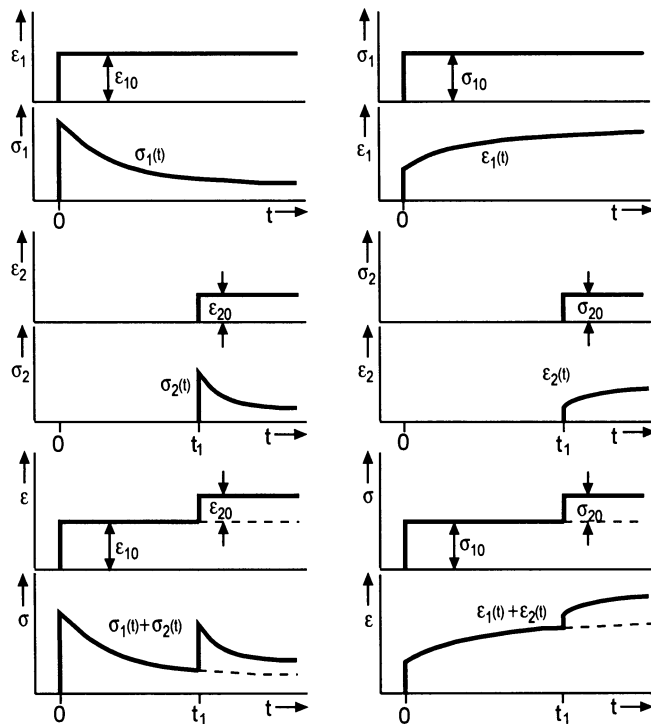 ε₁
ε₁₀
σ₁
σ₁(t)
0
t
ε₂
ε₂₀
σ₂
σ₂(t)
0
t₁
t
ε
ε₂₀
ε₁₀
σ
σ₁(t)+σ₂(t)
0
t₁
t
σ₁
σ₁₀
ε₁
ε₁(t)
0
t
σ₂
σ₂₀
ε₂
ε₂(t)
0
t₁
t
σ
σ₂₀
σ₁₀
ε
ε₁(t)+ε₂(t)
0
t₁
t